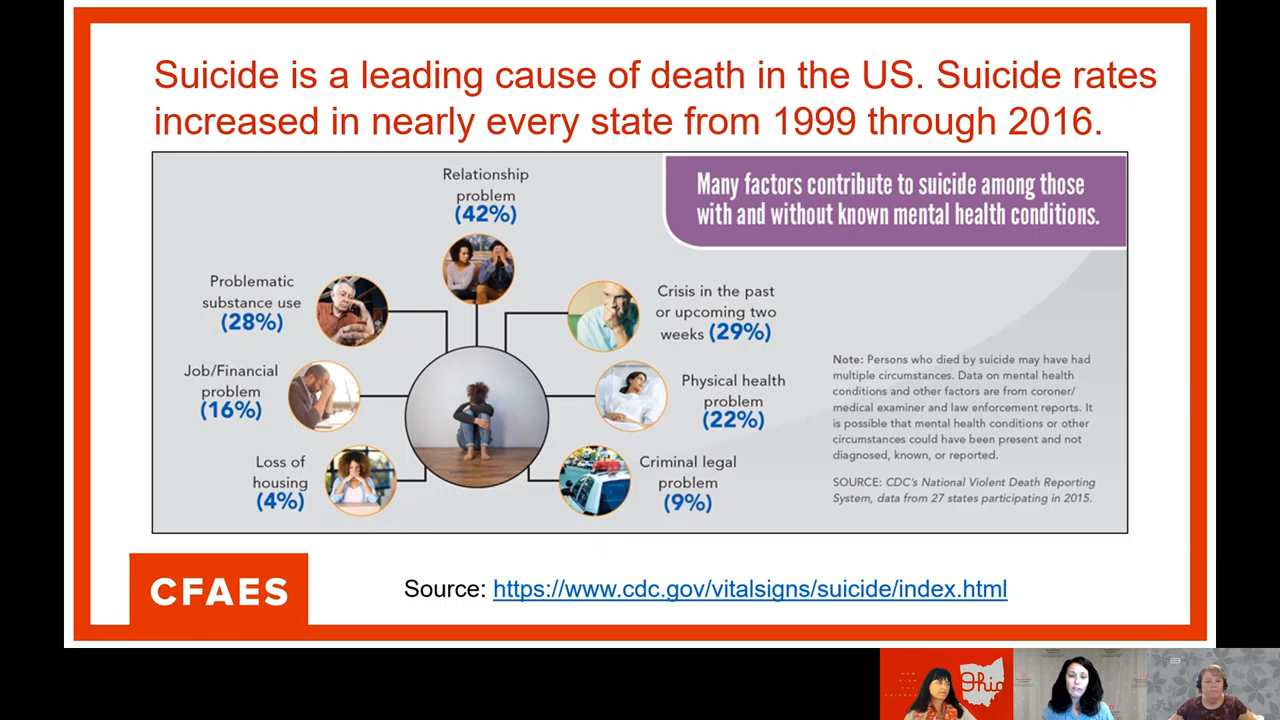 Suicide is a leading cause of death in the US. Suicide rates
increased in nearly every state from 1999 through 2016.
Many factors contribute to suicide among those
with and without known mental health conditions.
Relationship
problem
(42%)
Problematic
substance use
(28%)
Crisis in the past
or upcoming two
weeks (29%)
Job/Financial
problem
(16%)
Physical health
problem
(22%)
Loss of
housing
(4%)
Criminal legal
problem
(9%)
Note: Persons who died by suicide may have had
multiple circumstances. Data on mental health
conditions and other factors are from coroner/
medical examiner and law enforcement reports. It
is possible that mental health conditions or other
circumstances could have been present and not
diagnosed, known, or reported.
SOURCE: CDC's National Violent Death Reporting
System, data from 27 states participating in 2015.
CFAES
Source: https://www.cdc.gov/vitalsigns/suicide/index.html
Ohio